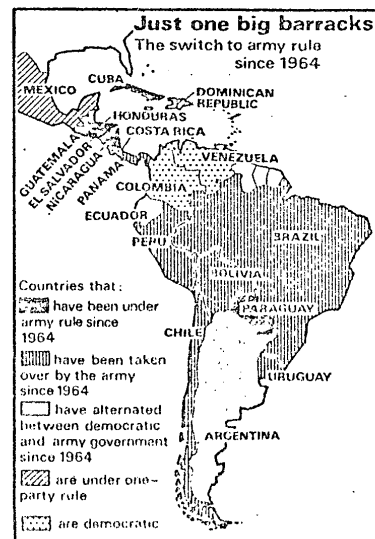 Just one big barracks
The switch to army rule
since 1964
MEXICO
CUBA
DOMINICAN
REPUBLIC
HONDURAS
COSTA RICA
GUATEMALA
EL SALVADOR
NICARAGUA
PANAMA
VENEZUELA
COLOMBIA
ECUADOR
PERU
BRAZIL
BOLIVIA
PARAGUAY
CHILE
URUGUAY
ARGENTINA
Countries that :
have been under
army rule since
1964
have been taken
over by the army
since 1964
have alternated
between democratic
and army government
since 1964
are under one-
party rule
are democratic